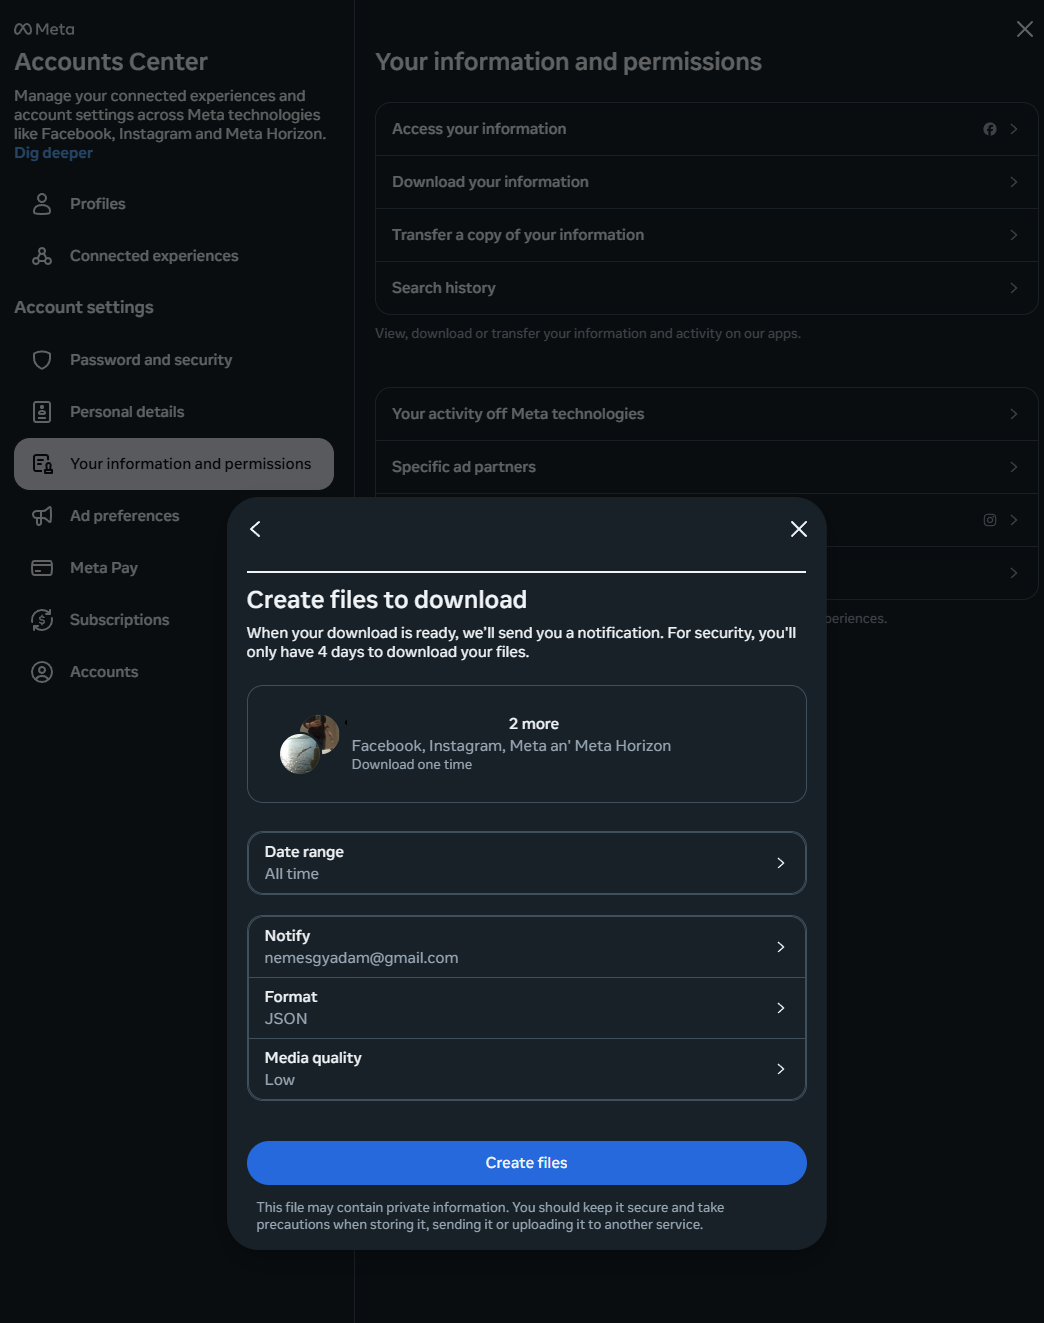 Meta
Accounts Center
Manage your connected experiences and
account settings across Meta technologies
like Facebook, Instagram and Meta Horizon.
Dig deeper
Profiles
Connected experiences
Account settings
Password and security
Personal details
Your information and permissions
Ad preferences
Meta Pay
Subscriptions
Accounts
Your information and permissions
Access your information
Download your information
Transfer a copy of your information
Search history
View, download or transfer your information and activity on our apps.
Your activity off Meta technologies
Specific ad partners
periences.
Create files to download
When your download is ready, we'll send you a notification. For security, you'll
only have 4 days to download your files.
2 more
Facebook, Instagram, Meta an' Meta Horizon
Download one time
Date range
All time
Notify
nemesgyadam@gmail.com
Format
JSON
Media quality
Low
Create files
This file may contain private information. You should keep it secure and take
precautions when storing it, sending it or uploading it to another service.